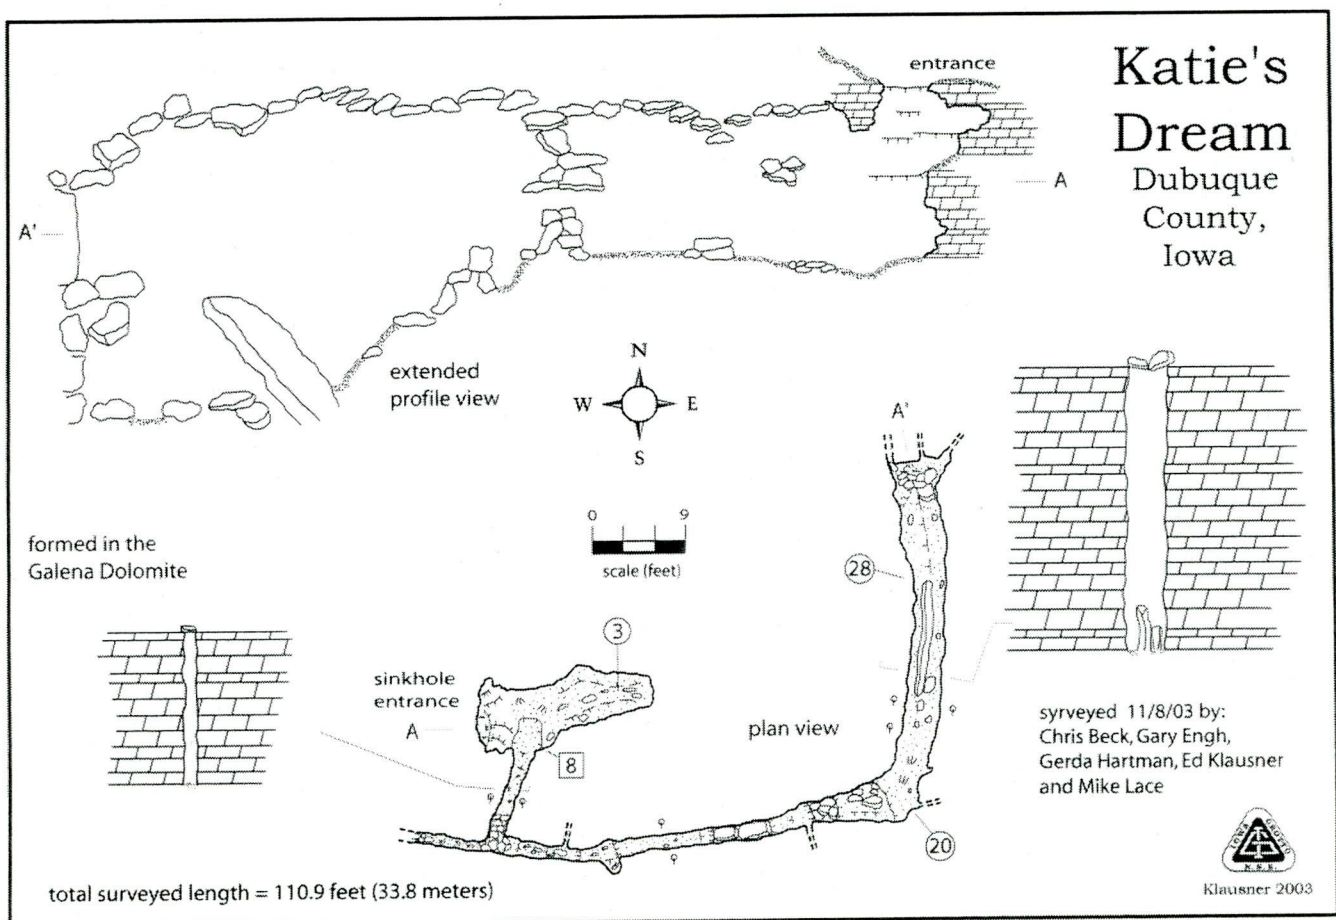 Katie's
Dream
Dubuque
County,
Iowa
entrance
A
A'
extended
profile view
N
W E
S
0 9
scale (feet)
formed in the
Galena Dolomite
A'
28
3
sinkhole
entrance
A
8
plan view
20
syrveyed 11/8/03 by:
Chris Beck, Gary Engh,
Gerda Hartman, Ed Klausner
and Mike Lace
total surveyed length = 110.9 feet (33.8 meters)
IOWA GROTTO
N.S.S.
Klausner 2003